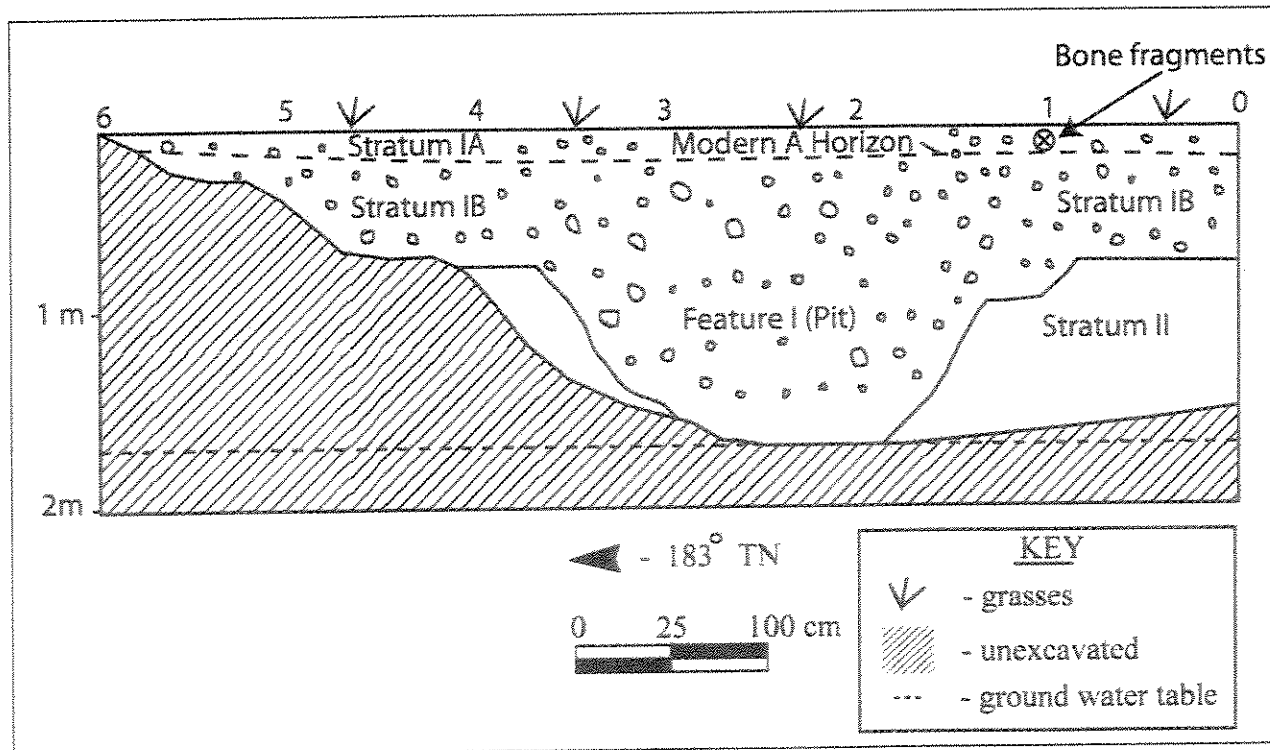 Bone fragments
6 5 4 3 2 1 0
Stratum IA Modern A Horizon
Stratum IB Stratum IB
1 m
Feature I (Pit) Stratum II
2m
- 183° TN
0 25 100 cm
KEY
- grasses
- unexcavated
- ground water table